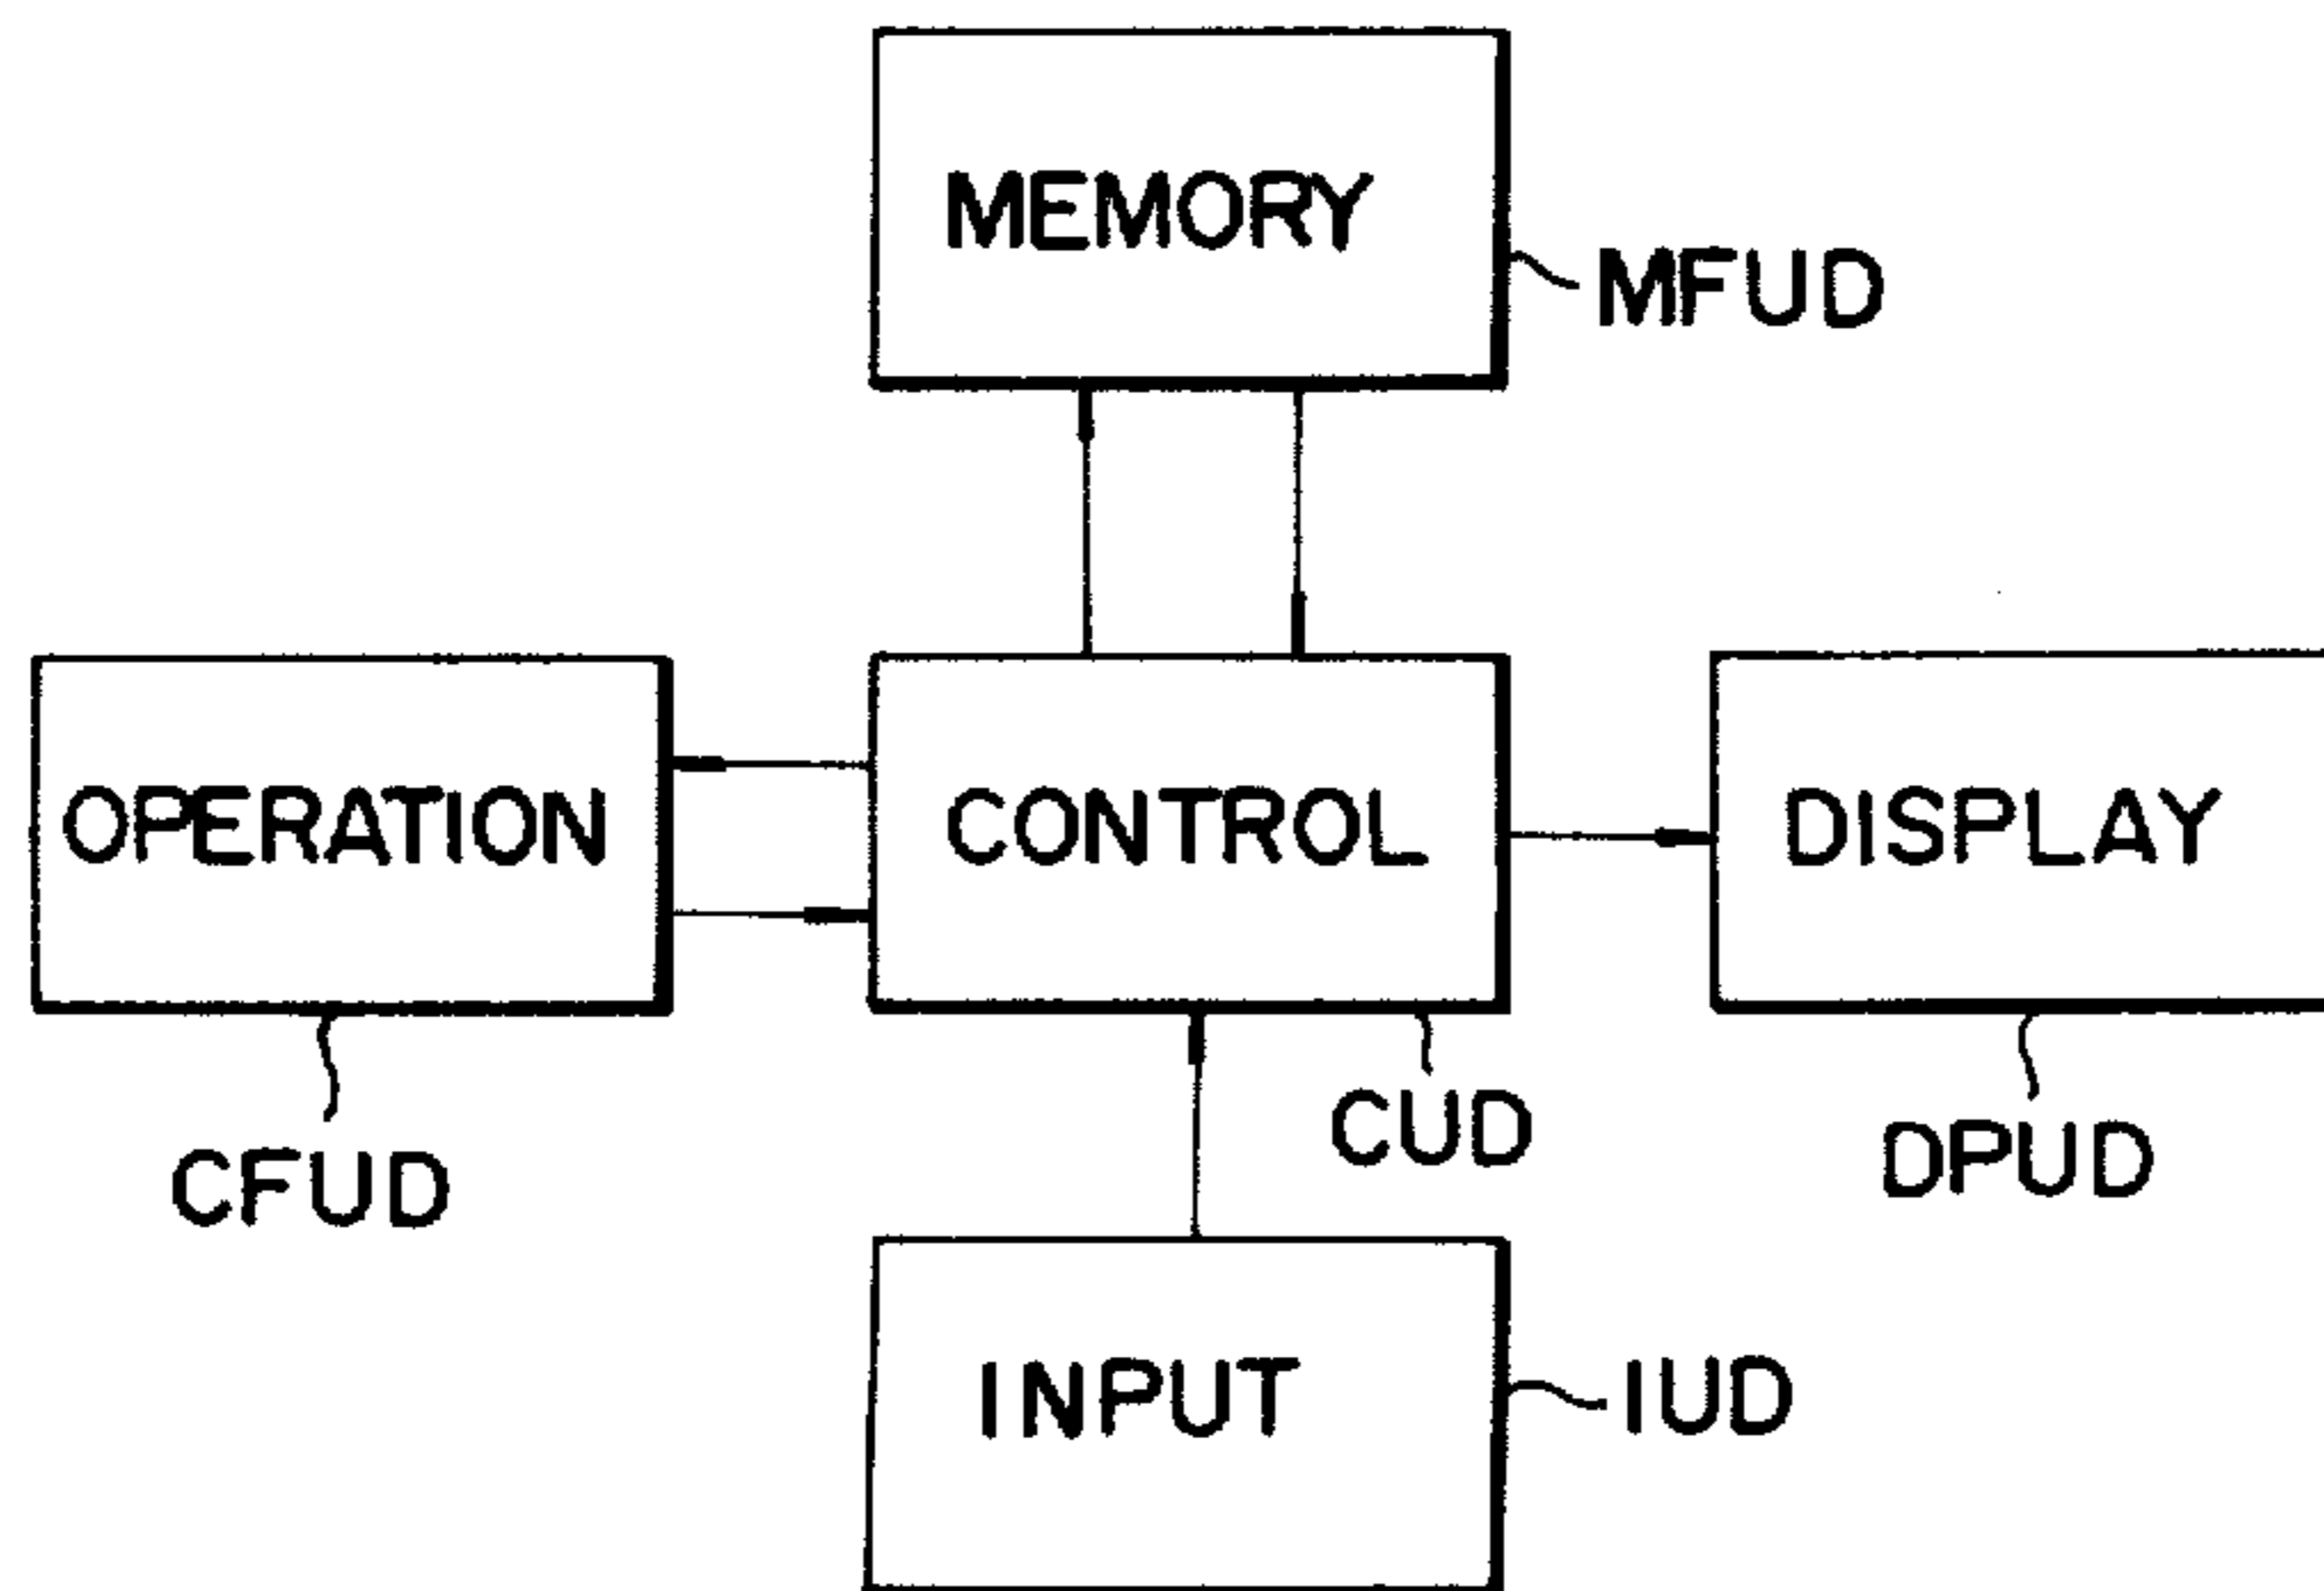 MEMORY
MFUD
OPERATION
CONTROL
DISPLAY
CFUD
CUD
DPUD
INPUT
IUD